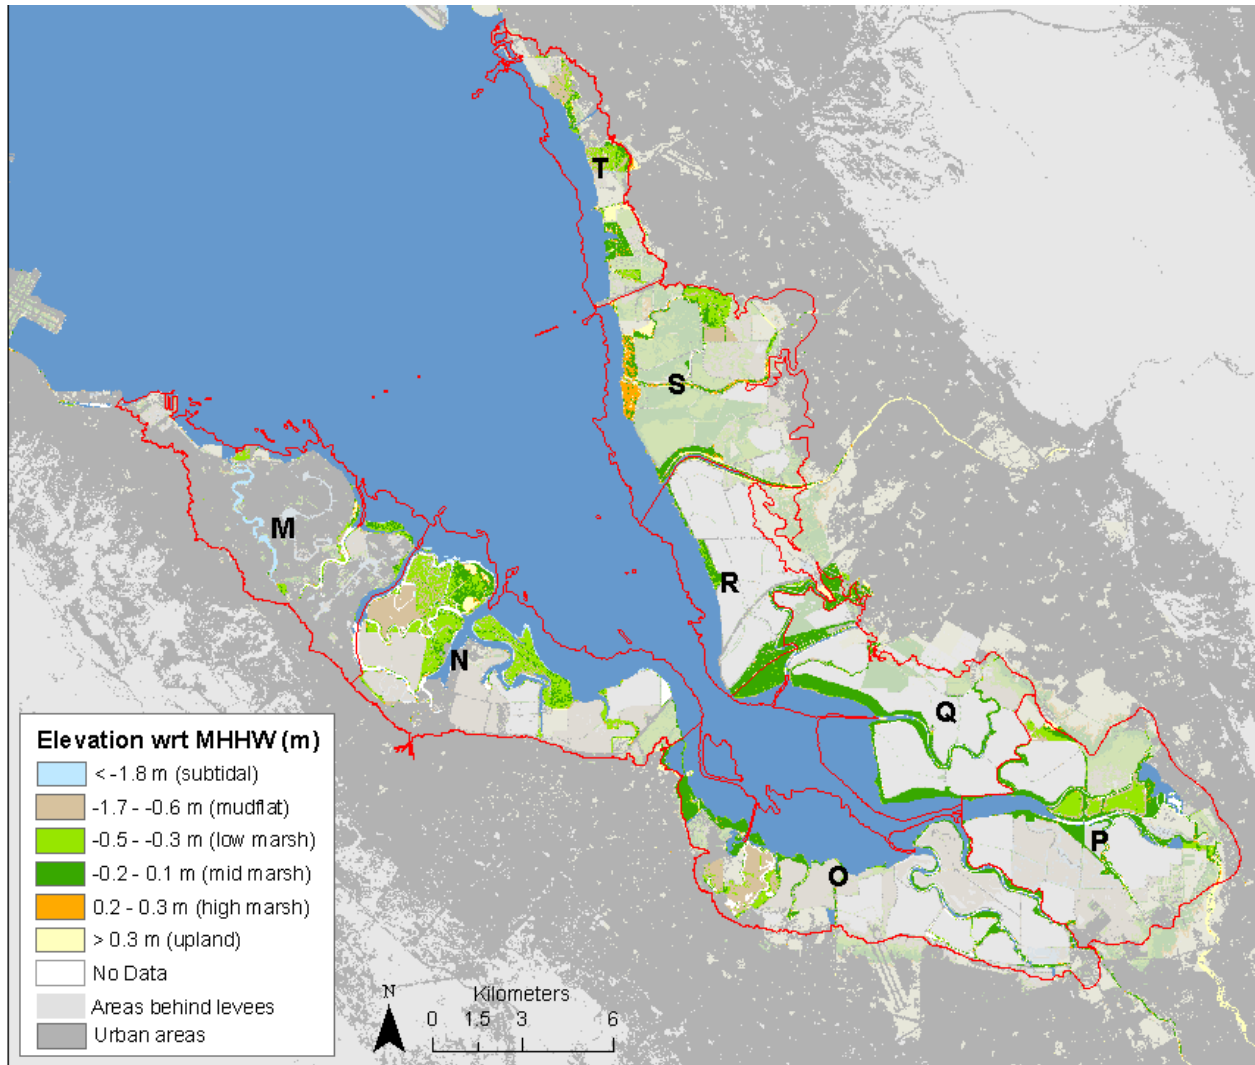 T
S
M
R
N
Q
P
O
Elevation wrt MHHW (m)
< -1.8 m (subtidal)
-1.7 - -0.6 m (mudflat)
-0.5 - -0.3 m (low marsh)
-0.2 - 0.1 m (mid marsh)
0.2 - 0.3 m (high marsh)
> 0.3 m (upland)
No Data
Areas behind levees
Urban areas
N
Kilometers
0 1.5 3 6